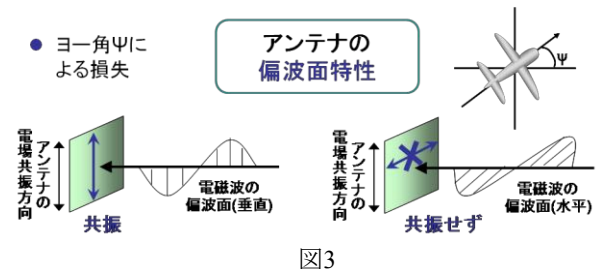 ● ヨー角Ψに
よる損失
アンテナの
偏波面特性
Ψ
電場共振方向
アンテナの
共振
電磁波の
偏波面(垂直)
電場共振方向
アンテナの
共振せず
電磁波の
偏波面(水平)
図3